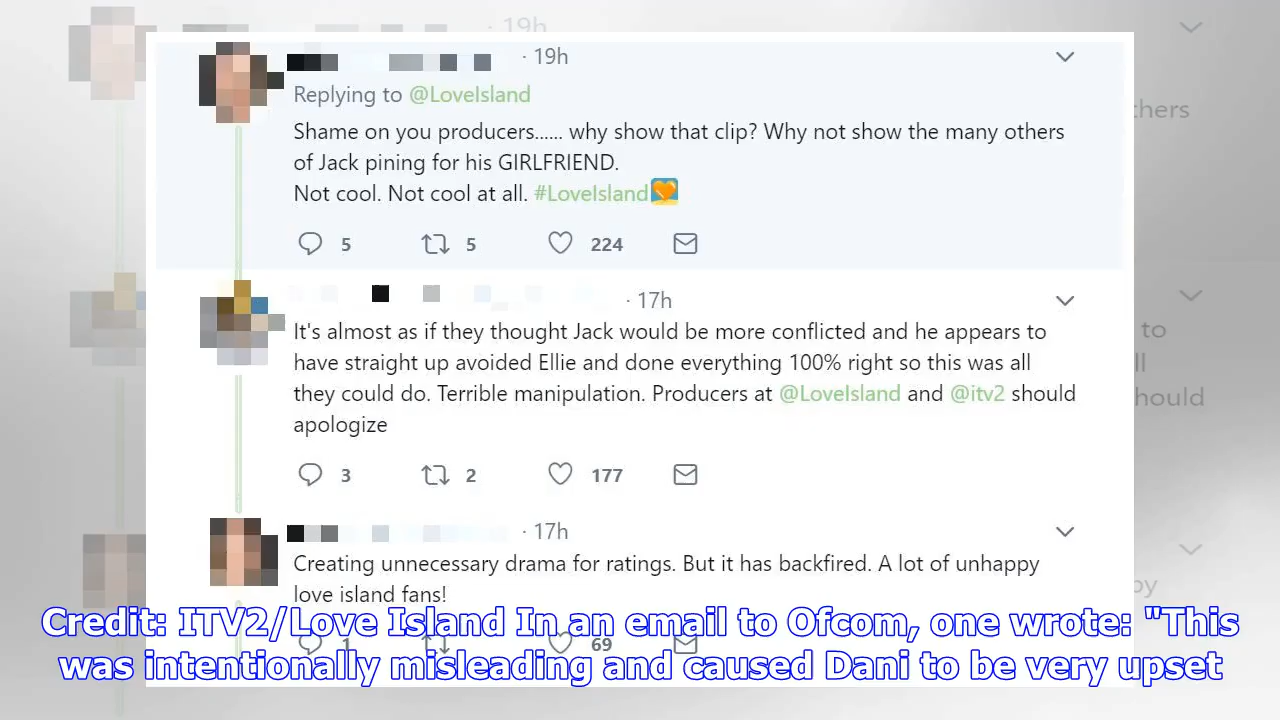 · 19h
· 19h
Replying to @LoveIsland
Shame on you producers...... why show that clip? Why not show the many others
of Jack pining for his GIRLFRIEND.
Not cool. Not cool at all. #LoveIsland
5 5 224
· 17h
It's almost as if they thought Jack would be more conflicted and he appears to
have straight up avoided Ellie and done everything 100% right so this was all
they could do. Terrible manipulation. Producers at @LoveIsland and @itv2 should
apologize
3 2 177
· 17h
Creating unnecessary drama for ratings. But it has backfired. A lot of unhappy
love island fans!
1 69
Credit: ITV2/Love Island In an email to Ofcom, one wrote: "This
was intentionally misleading and caused Dani to be very upset